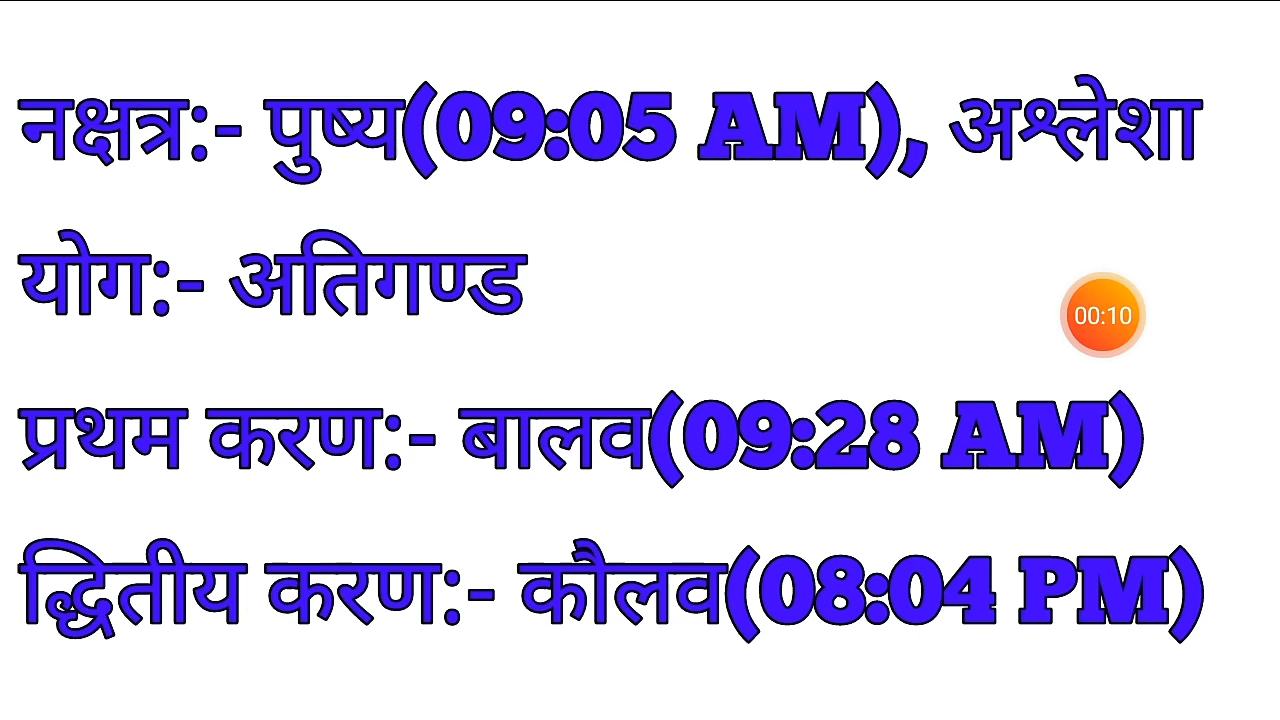 नक्षत्र:- पुष्य(09:05 AM), अश्लेशा
योग:- अतिगण्ड
00:10
प्रथम करण:- बालव(09:28 AM)
द्धितीय करण:- कौलव(08:04 PM)